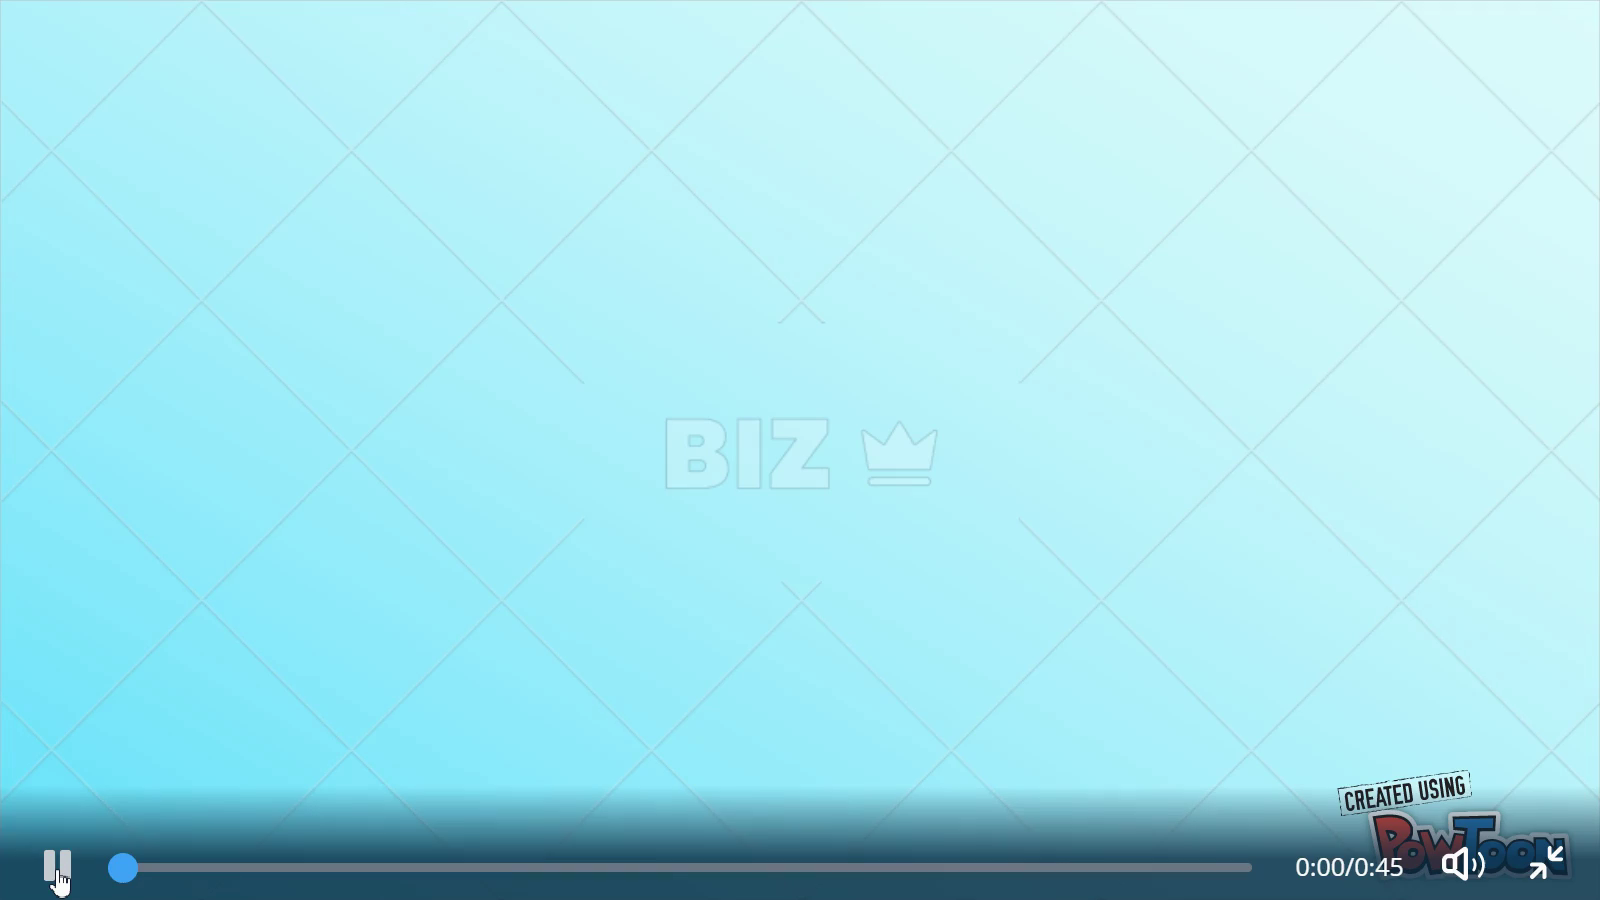 BIZ
CREATED USING
POWTOON
0:00/0:45